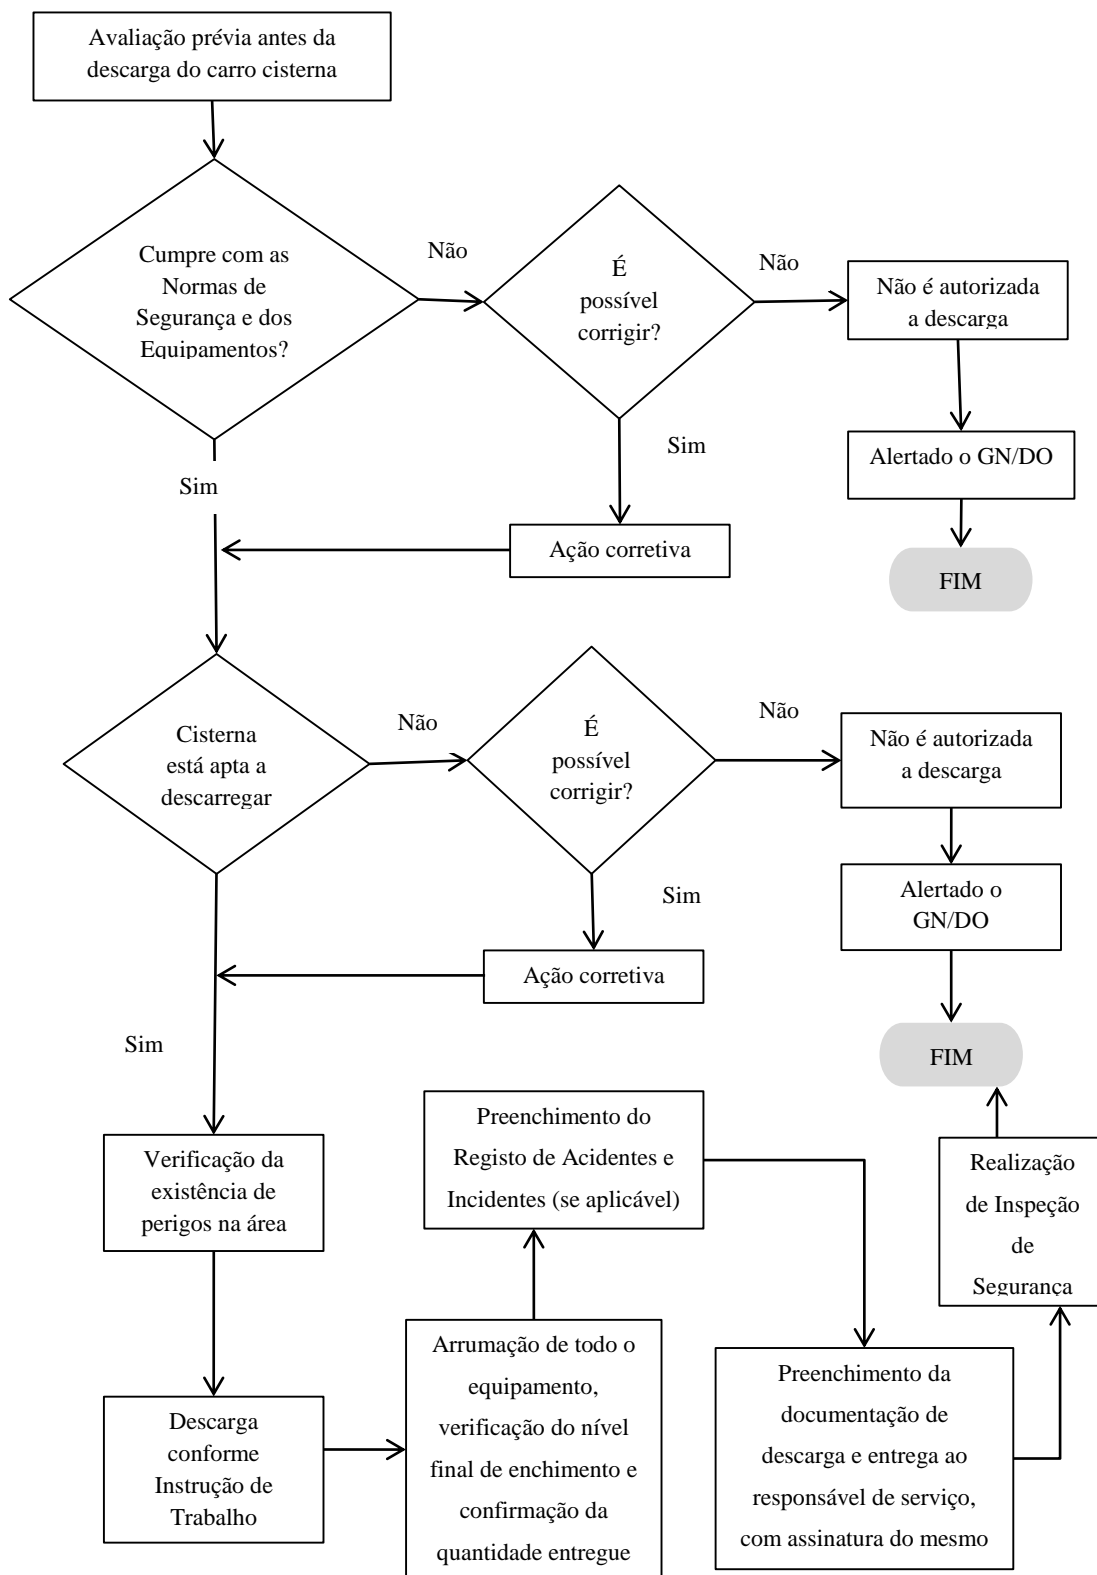 Avaliação prévia antes da
descarga do carro cisterna
Cumpre com as
Normas de
Segurança e dos
Equipamentos?
Não
É
possível
corrigir?
Não
Não é autorizada
a descarga
Sim
Sim
Alertado o GN/DO
Ação corretiva
FIM
Cisterna
está apta a
descarregar
Não
É
possível
corrigir?
Não
Não é autorizada
a descarga
Sim
Alertado o
GN/DO
Ação corretiva
Sim
FIM
Verificação da
existência de
perigos na área
Descarga
conforme
Instrução de
Trabalho
Arrumação de todo o
equipamento,
verificação do nível
final de enchimento e
confirmação da
quantidade entregue
Preenchimento do
Registo de Acidentes e
Incidentes (se aplicável)
Preenchimento da
documentação de
descarga e entrega ao
responsável de serviço,
com assinatura do mesmo
Realização
de Inspeção
de
Segurança